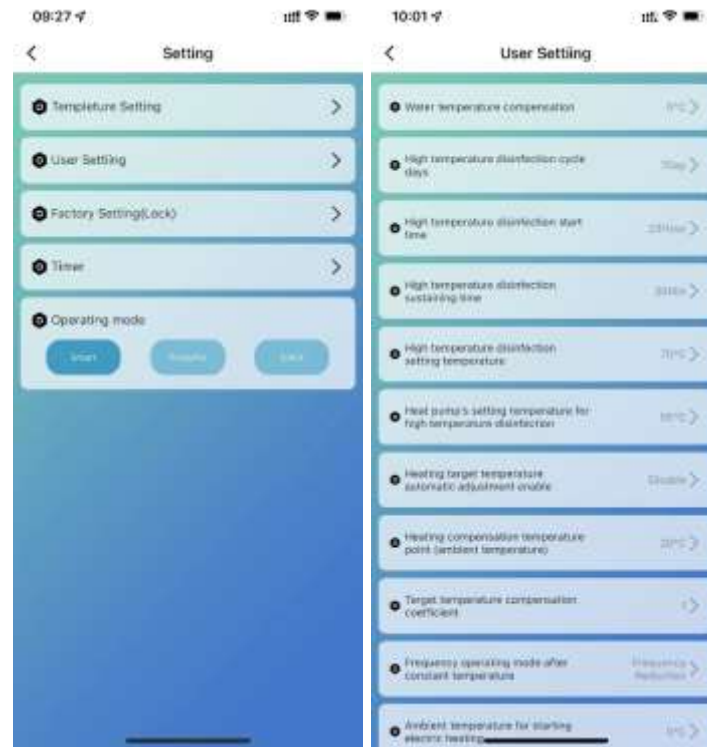 09:27
Setting
Templeture Setting
User Settiing
Factory Setting(Lock)
Timer
Operating mode
Smart
10:01
User Settiing
Water temperature compensation
High temperature disinfection cycle
days
High temperature disinfection start
time
High temperature disinfection
sustaining time
High temperature disinfection
setting temperature
70°C
Heat pump's setting temperature for
high temperature disinfection
Heating target temperature
automatic adjustment enable
Heating compensation temperature
point (ambient temperature)
20°C
Target temperature compensation
coefficient
Frequency operating mode after
constant temperature
Frequency
Reduction
Ambient temperature for starting
electric heating